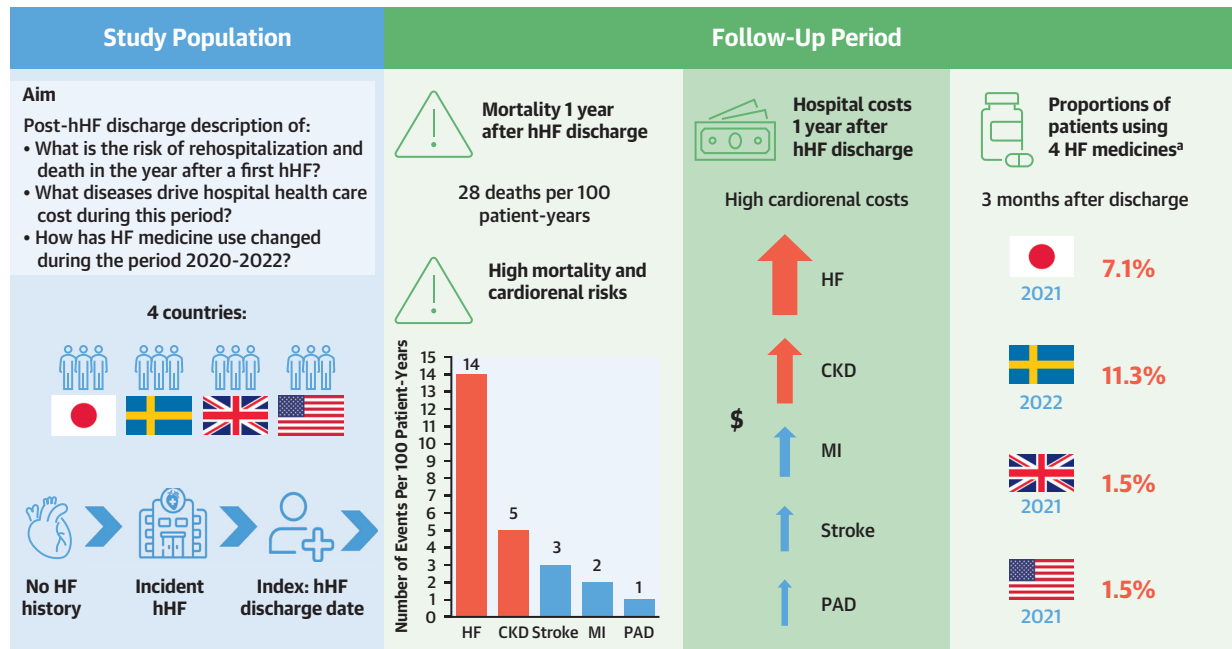 Study Population
Aim
Post-hHF discharge description of:
• What is the risk of rehospitalization and
death in the year after a first hHF?
• What diseases drive hospital health care
cost during this period?
• How has HF medicine use changed
during the period 2020-2022?
4 countries:
No HF
history
Incident
hHF
Index: hHF
discharge date
Follow-Up Period
Mortality 1 year
after hHF discharge
28 deaths per 100
patient-years
High mortality and
cardiorenal risks
Number of Events Per 100 Patient-Years
15
14
13
12
11
10
9
8
7
6
5
4
3
2
1
0
14
5
3
2
1
HF
CKD
Stroke
MI
PAD
Hospital costs
1 year after
hHF discharge
High cardiorenal costs
$
HF
CKD
MI
Stroke
PAD
Proportions of
patients using
4 HF medicinesᵃ
3 months after discharge
7.1%
2021
11.3%
2022
1.5%
2021
1.5%
2021